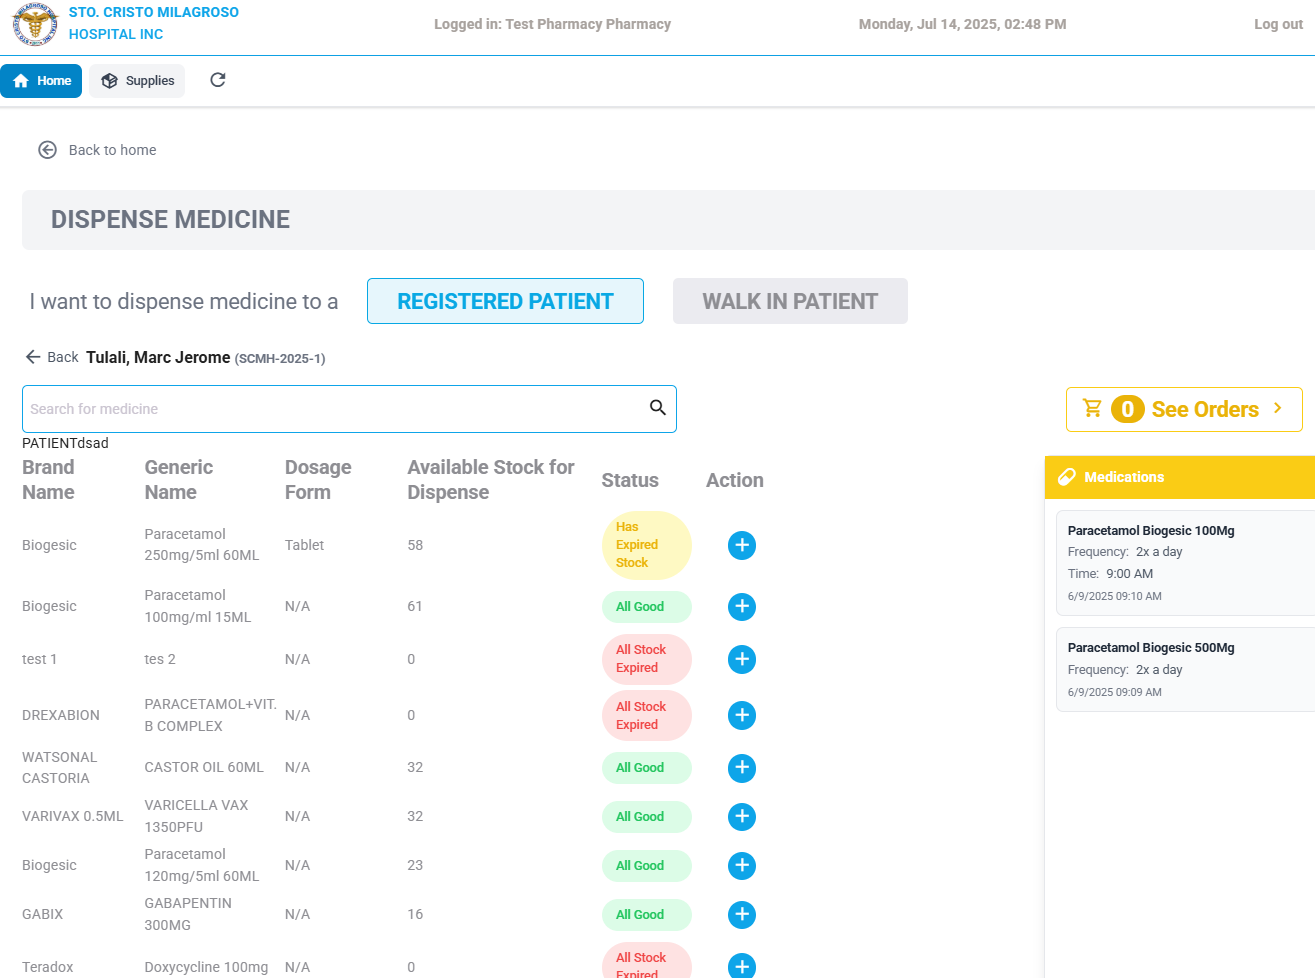 STO. CRISTO MILAGROSO
HOSPITAL INC
Logged in: Test Pharmacy Pharmacy
Monday, Jul 14, 2025, 02:48 PM
Log out
Home
Supplies
Back to home
DISPENSE MEDICINE
I want to dispense medicine to a
REGISTERED PATIENT
WALK IN PATIENT
Back Tulali, Marc Jerome (SCMH-2025-1)
Search for medicine
0 See Orders
PATIENTdsad
Brand
Name
Generic
Name
Dosage
Form
Available Stock for
Dispense
Status
Action
Biogesic
Paracetamol
250mg/5ml 60ML
Tablet
58
Has
Expired
Stock
Biogesic
Paracetamol
100mg/ml 15ML
N/A
61
All Good
test 1
tes 2
N/A
0
All Stock
Expired
DREXABION
PARACETAMOL+VIT.
B COMPLEX
N/A
0
All Stock
Expired
WATSONAL
CASTORIA
CASTOR OIL 60ML
N/A
32
All Good
VARIVAX 0.5ML
VARICELLA VAX
1350PFU
N/A
32
All Good
Biogesic
Paracetamol
120mg/5ml 60ML
N/A
23
All Good
GABIX
GABAPENTIN
300MG
N/A
16
All Good
Teradox
Doxycycline 100mg
N/A
0
All Stock
Expired
Medications
Paracetamol Biogesic 100Mg
Frequency: 2x a day
Time: 9:00 AM
6/9/2025 09:10 AM
Paracetamol Biogesic 500Mg
Frequency: 2x a day
6/9/2025 09:09 AM